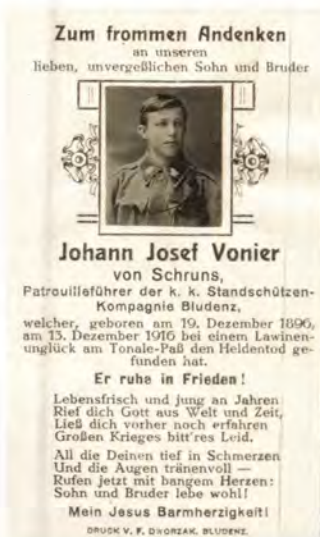 Zum frommen Andenken
an unseren
lieben, unvergeßlichen Sohn und Bruder
Johann Josef Vonier
von Schruns,
Patrouilleführer der k. k. Standschützen-
Kompagnie Bludenz,
welcher, geboren am 19. Dezember 1896,
am 13. Dezember 1916 bei einem Lawinen-
unglück am Tonale-Paß den Heldentod ge-
funden hat.
Er ruhe in Frieden!
Lebensfrisch und jung an Jahren
Rief dich Gott aus Welt und Zeit,
Ließ dich vorher noch erfahren
Großen Krieges bitt'res Leid.
All die Deinen tief in Schmerzen
Und die Augen tränenvoll —
Rufen jetzt mit bangem Herzen:
Sohn und Bruder lebe wohl!
Mein Jesus Barmherzigkeit!
DRUCK V. F. DWORZAK, BLUDENZ.